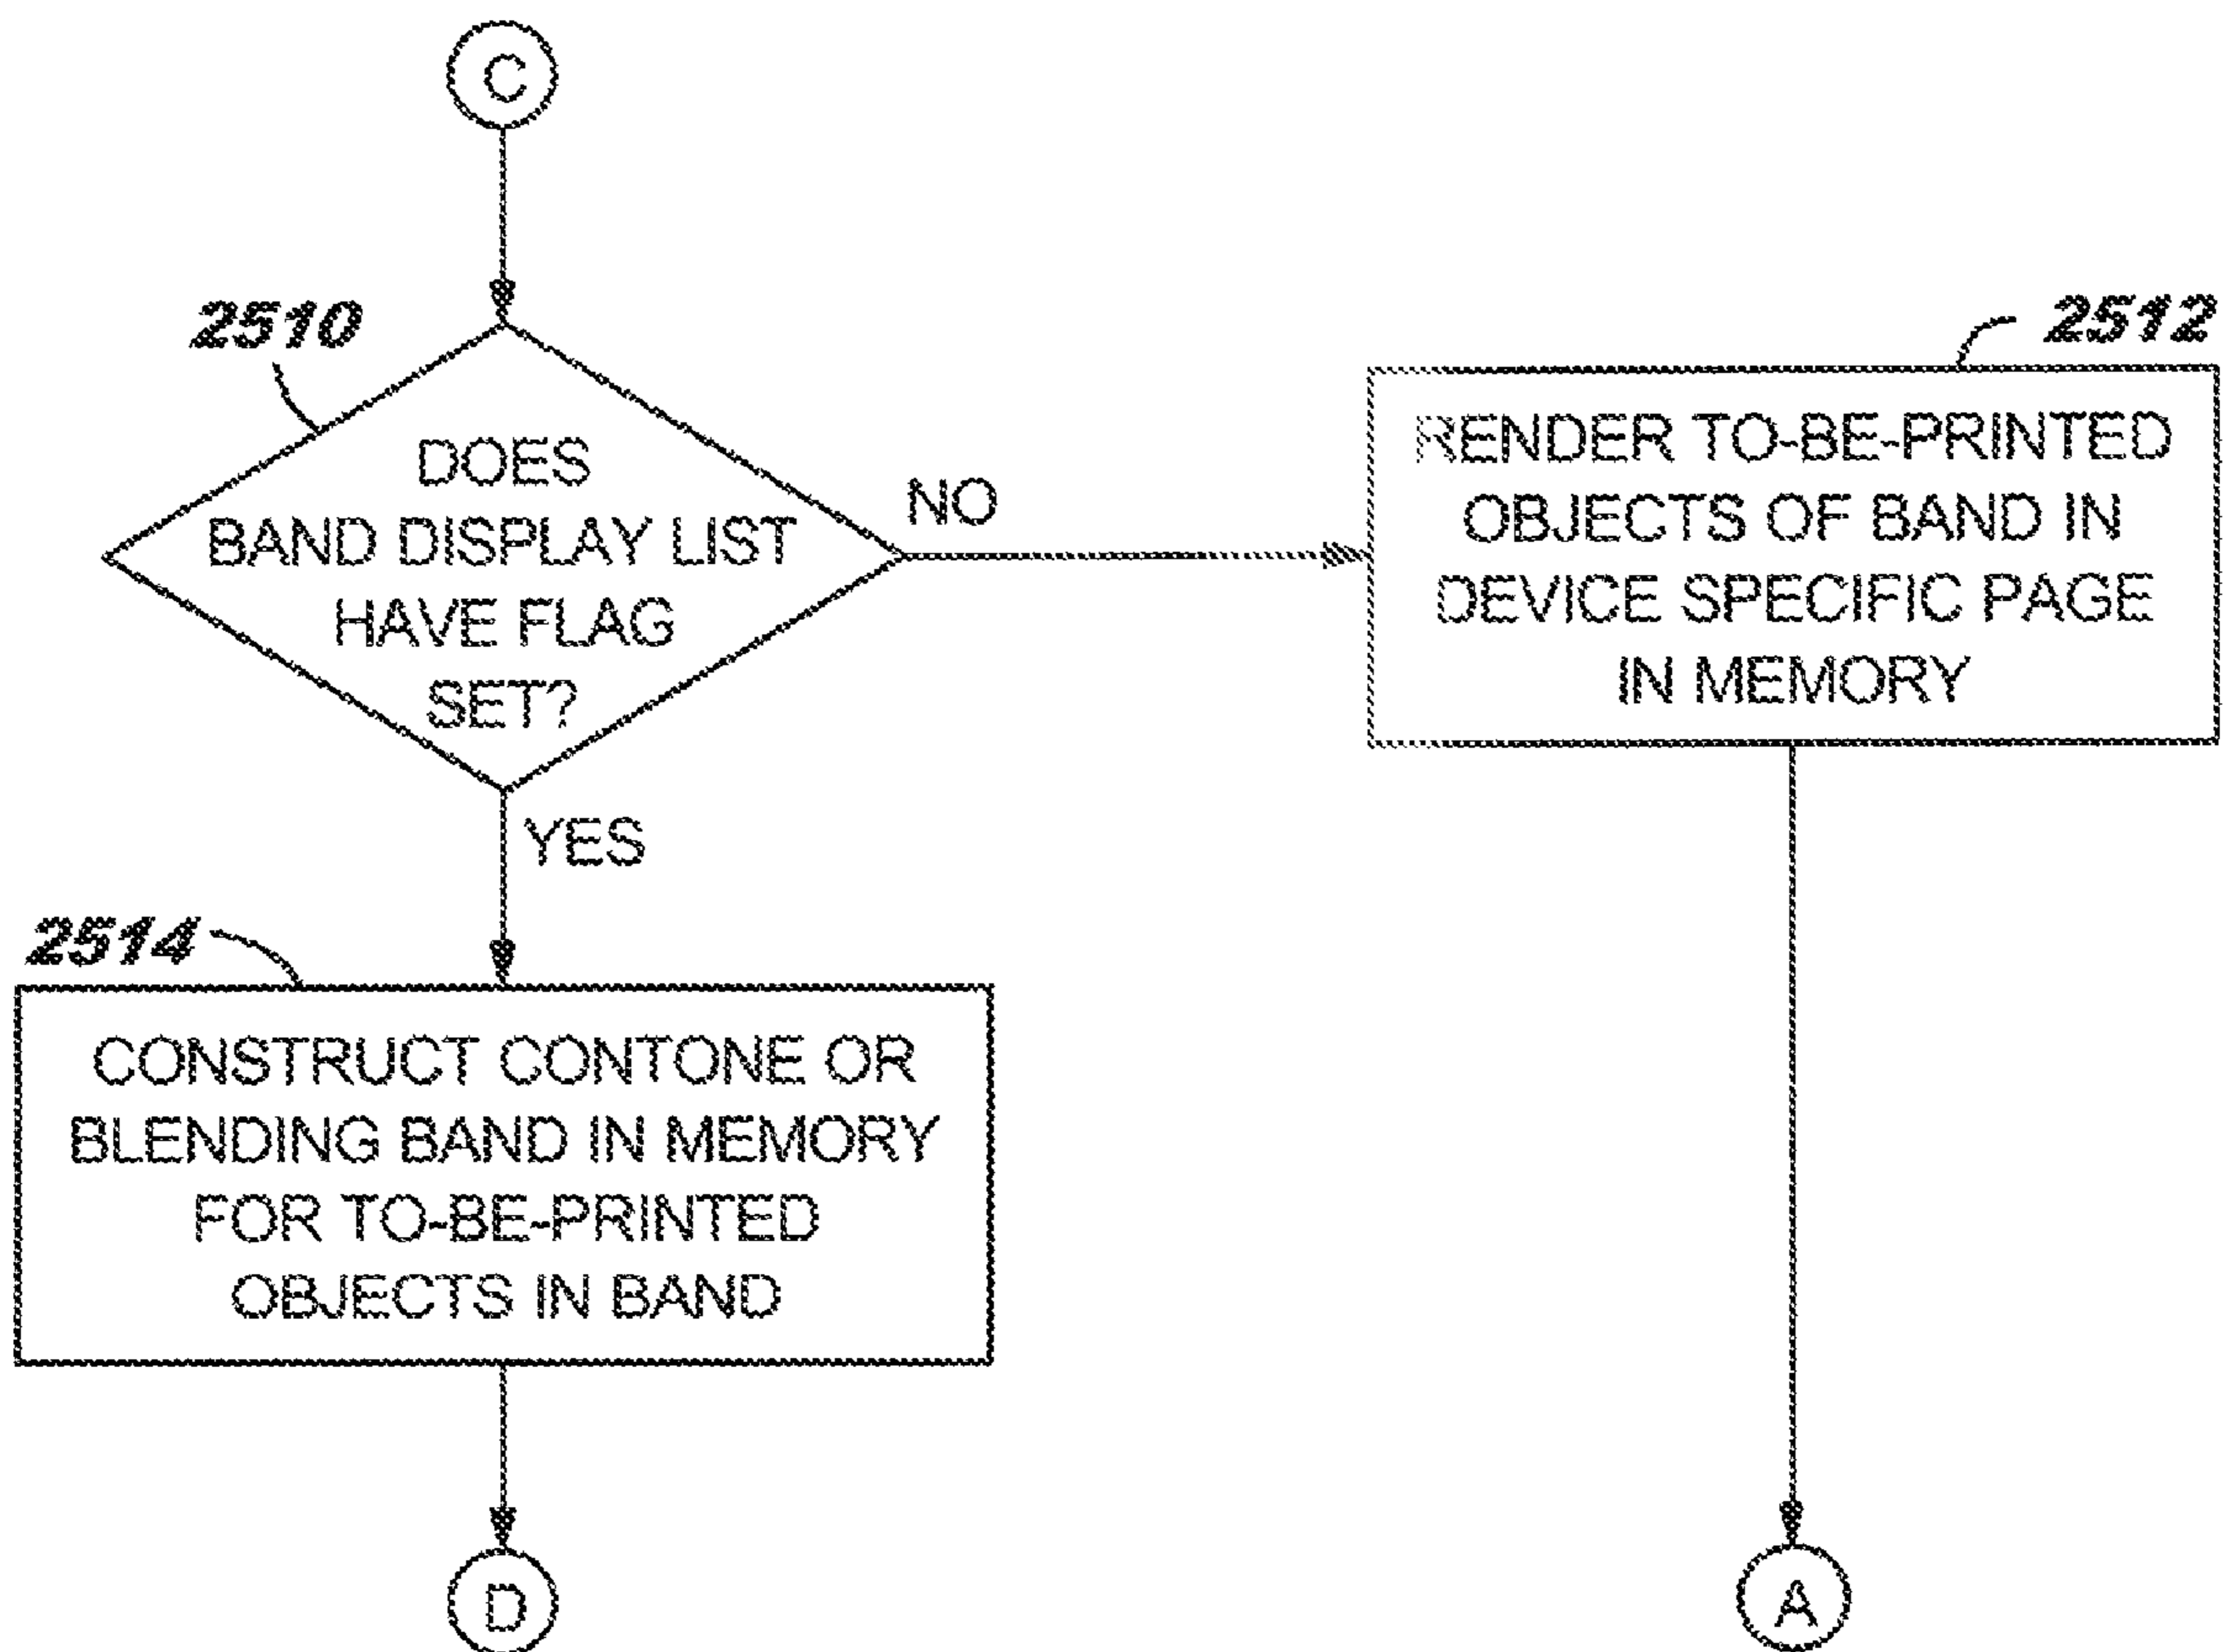 C
2510
DOES
BAND DISPLAY LIST
HAVE FLAG
SET?
NO
2512
RENDER TO-BE-PRINTED
OBJECTS OF BAND IN
DEVICE SPECIFIC PAGE
IN MEMORY
YES
2514
CONSTRUCT CONTONE OR
BLENDING BAND IN MEMORY
FOR TO-BE-PRINTED
OBJECTS IN BAND
D
A